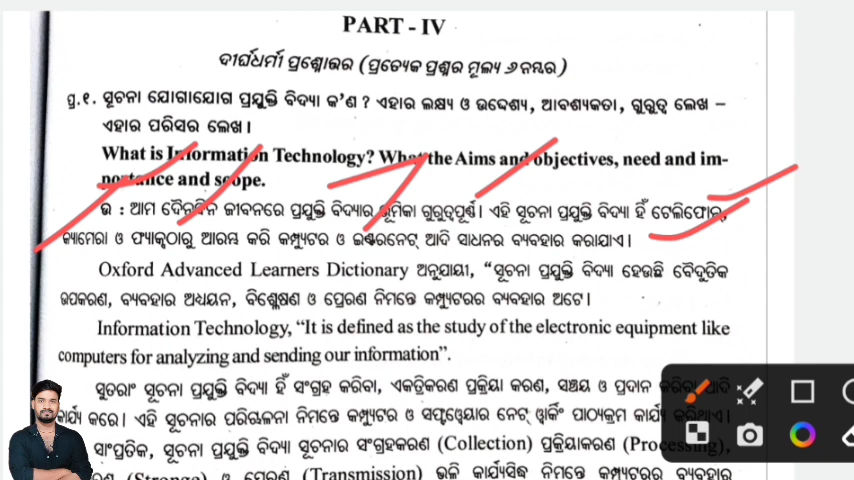 PART - IV
ଦୀର୍ଘଧର୍ମୀ ପ୍ରଶ୍ନୋତ୍ତର (ପ୍ରତ୍ୟେକ ପ୍ରଶ୍ନର ମୂଲ୍ୟ ୬ ନମ୍ବର)
ପ୍ର.୧. ସୂଚନା ଯୋଗାଯୋଗ ପ୍ରଯୁକ୍ତି ବିଦ୍ୟା କ'ଣ ? ଏହାର ଲକ୍ଷ୍ୟ ଓ ଉଦ୍ଦେଶ୍ୟ, ଆବଶ୍ୟକତା, ଗୁରୁତ୍ୱ ଲେଖ –
ଏହାର ପରିସର ଲେଖ।
What is Information Technology? What the Aims and objectives, need and im-
portance and scope.
ଉ : ଆମ ଦୈନନ୍ଦିନ ଜୀବନରେ ପ୍ରଯୁକ୍ତି ବିଦ୍ୟାର ଭୂମିକା ଗୁରୁତ୍ୱପୂର୍ଣ୍ଣ। ଏହି ସୂଚନା ପ୍ରଯୁକ୍ତି ବିଦ୍ୟା ହିଁ ଟେଲିଫୋନ୍,
କ୍ୟାମେରା ଓ ଫ୍ୟାକ୍ସଠାରୁ ଆରମ୍ଭ କରି କମ୍ପ୍ୟୁଟର ଓ ଇଣ୍ଟରନେଟ୍ ଆଦି ସାଧନର ବ୍ୟବହାର କରାଯାଏ।
Oxford Advanced Learners Dictionary ଅନୁଯାୟୀ, “ସୂଚନା ପ୍ରଯୁକ୍ତି ବିଦ୍ୟା ହେଉଛି ବୈଦୁତିକ
ଉପକରଣ, ବ୍ୟବହାର ଅଧ୍ୟୟନ, ବିଶ୍ଳେଷଣ ଓ ପ୍ରେରଣ ନିମନ୍ତେ କମ୍ପ୍ୟୁଟରର ବ୍ୟବହାର ଅଟେ।
Information Technology, “It is defined as the study of the electronic equipment like
computers for analyzing and sending our information”.
ସୁତରାଂ ସୂଚନା ପ୍ରଯୁକ୍ତି ବିଦ୍ୟା ହିଁ ସଂଗ୍ରହ କରିବା, ଏକତ୍ରିକରଣ ପ୍ରକ୍ରିୟା କରଣ, ସଞ୍ଚୟ ଓ ପ୍ରଦାନ କରିବା ଆଦି
କାର୍ଯ୍ୟ କରେ। ଏହି ସୂଚନାର ପରିଚାଳନା ନିମନ୍ତେ କମ୍ପ୍ୟୁଟର ଓ ସଫ୍ଟୱେୟାର ନେଟ୍ ୱାର୍କିଂ ପାଠ୍ୟକ୍ରମ କାର୍ଯ୍ୟ କରିଥାଏ।
ସାଂପ୍ରତିକ, ସୂଚନା ପ୍ରଯୁକ୍ତି ବିଦ୍ୟା ସୂଚନାର ସଂଗ୍ରହକରଣ (Collection) ପ୍ରକ୍ରିୟାକରଣ (Processing),
ଓ ପ୍ରେରଣ (Transmission) ଭଳି କାର୍ଯ୍ୟସିଦ୍ଧି ନିମନ୍ତେ କମ୍ପ୍ୟୁଟରର ବ୍ୟବହାର